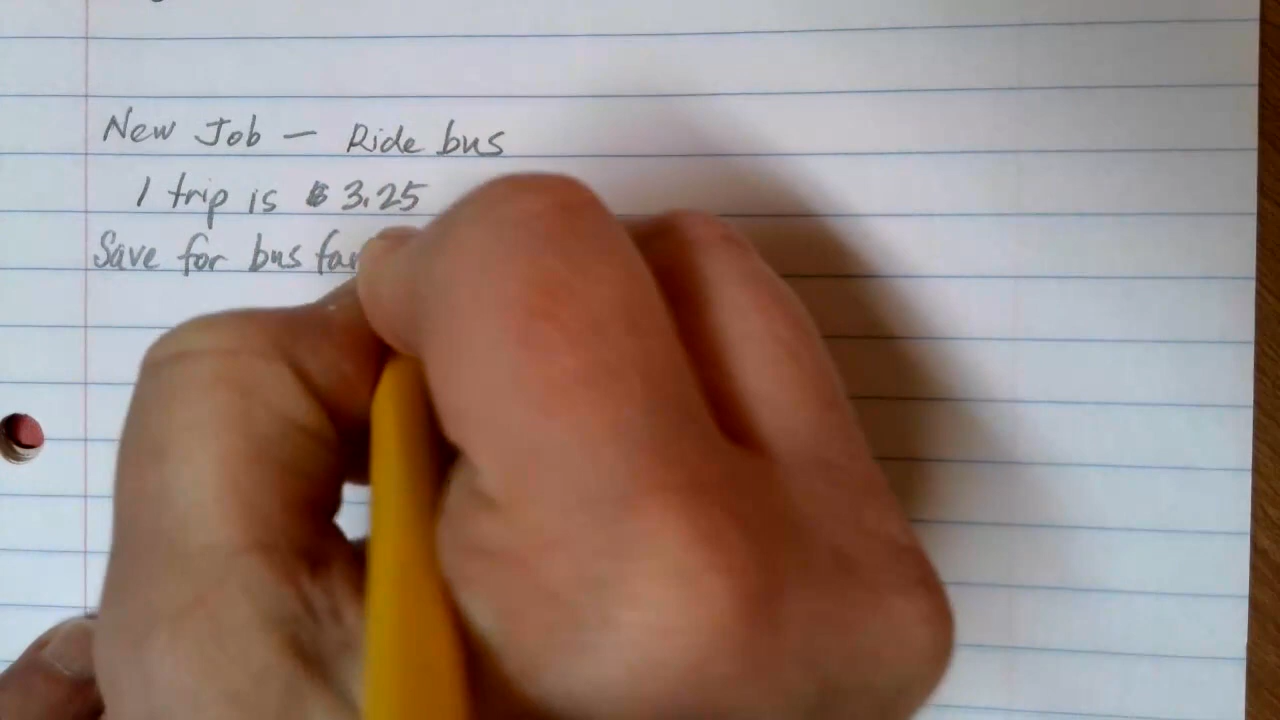 New Job — Ride bus
1 trip is $3.25
Save for bus